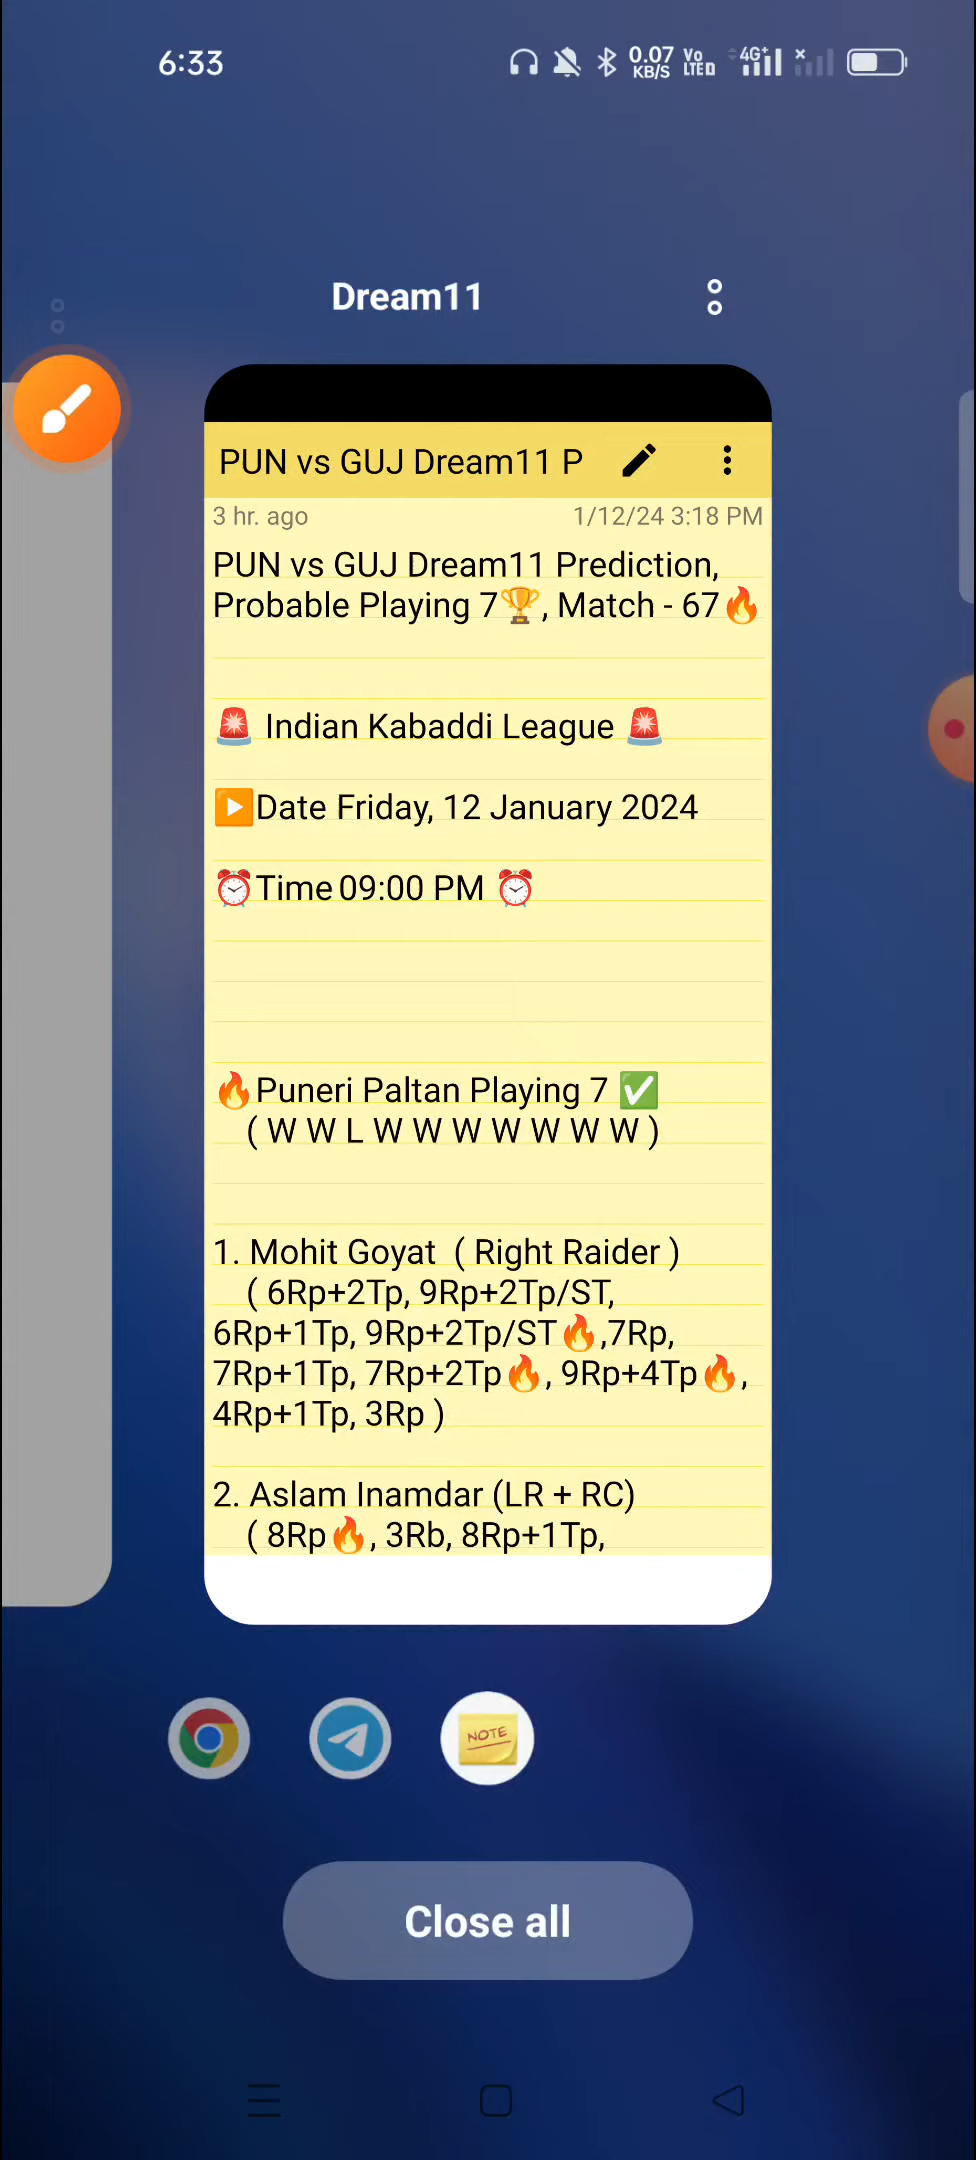 6:33
0.07 KB/S
Vo LTE
4G+
Dream11
PUN vs GUJ Dream11 P
3 hr. ago
1/12/24 3:18 PM
PUN vs GUJ Dream11 Prediction,
Probable Playing 7🏆, Match - 67🔥
🚨 Indian Kabaddi League 🚨
▶️Date Friday, 12 January 2024
⏰Time 09:00 PM ⏰
🔥Puneri Paltan Playing 7 ✅
( W W L W W W W W W W )
1. Mohit Goyat ( Right Raider )
( 6Rp+2Tp, 9Rp+2Tp/ST,
6Rp+1Tp, 9Rp+2Tp/ST🔥,7Rp,
7Rp+1Tp, 7Rp+2Tp🔥, 9Rp+4Tp🔥,
4Rp+1Tp, 3Rp )
2. Aslam Inamdar (LR + RC)
( 8Rp🔥, 3Rb, 8Rp+1Tp,
NOTE
Close all